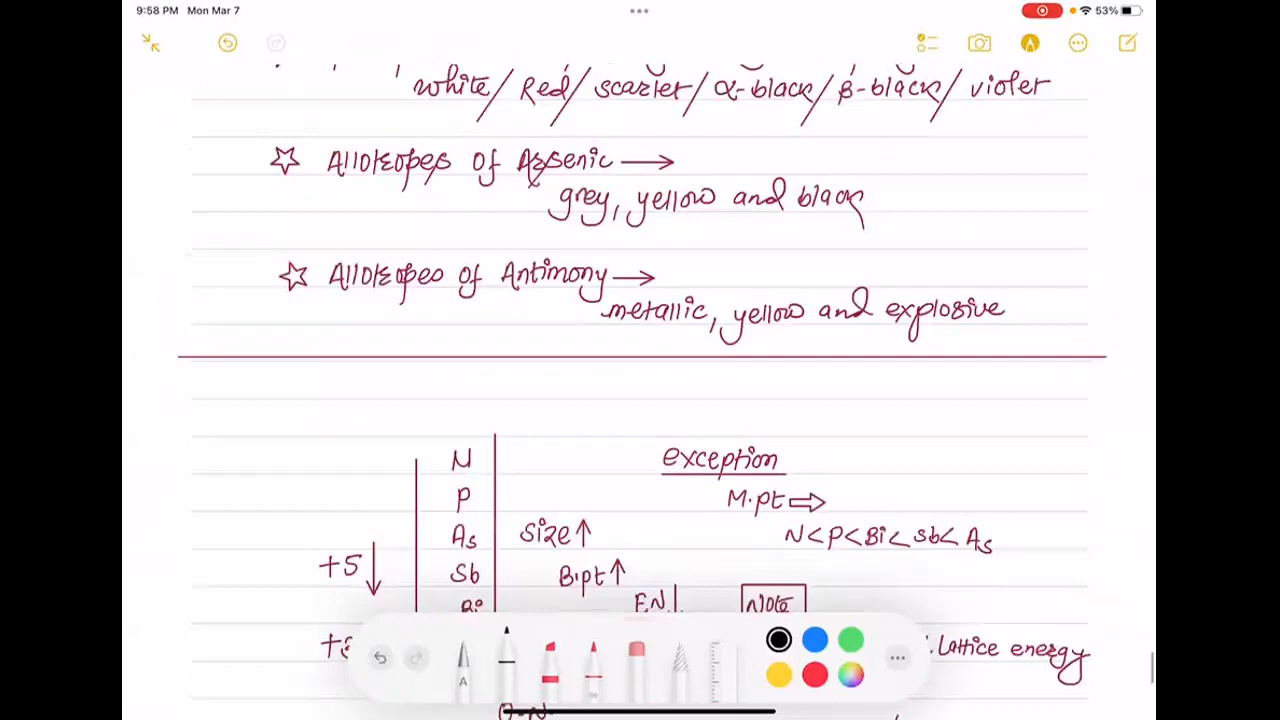 9:58 PM Mon Mar 7
53%
white/Red/scarlet/α-black/β-black/violet
☆ Allotropes of Arsenic →
grey, yellow and black
☆ Allotropes of Antimony →
metallic, yellow and explosive
N
exception
P
M.pt ⇒
As Size ↑
N<P<Bi<Sb<As
+5 ↓
Sb B.pt ↑
Bi E.N↓ Note
Lattice energy
A